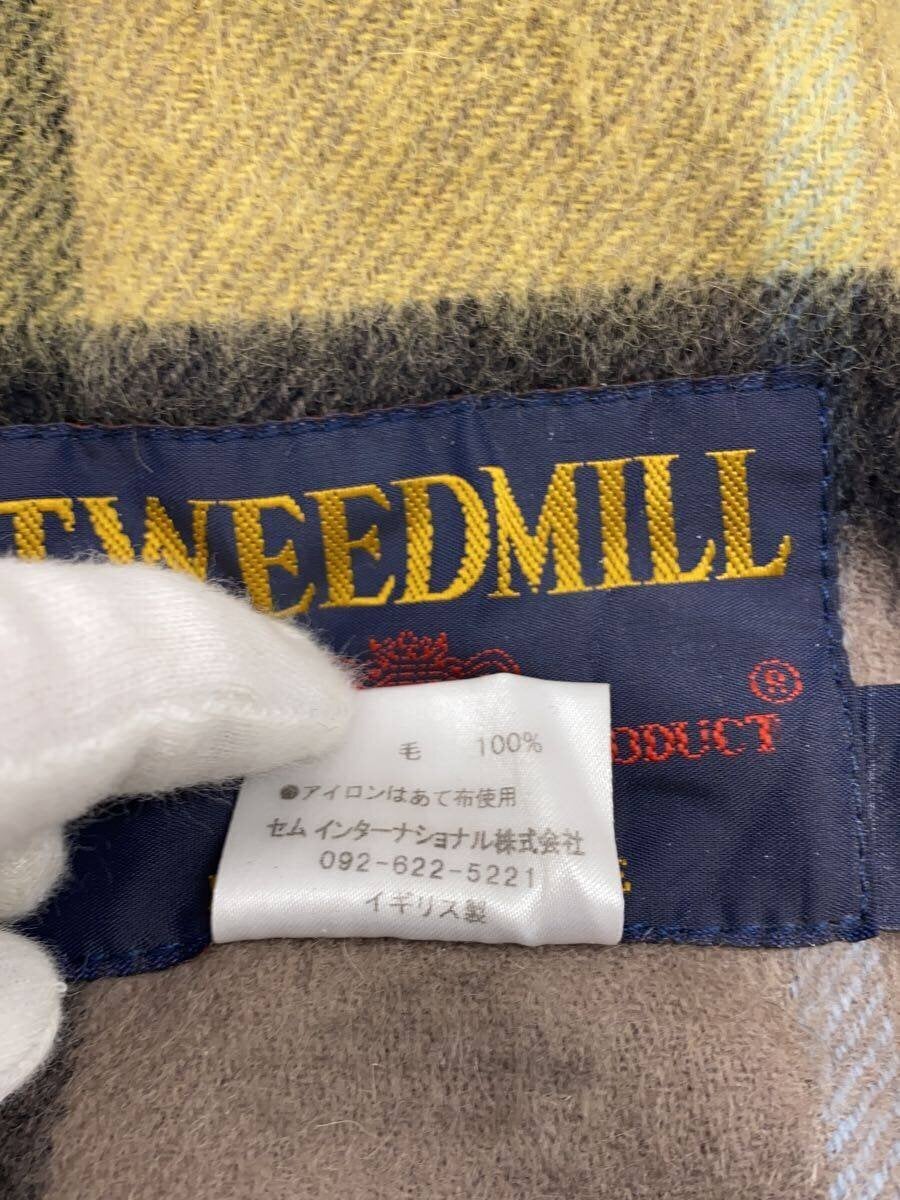 TWEEDMILL
®
毛 100%
●アイロンはあて布使用
セム インターナショナル株式会社
092-622-5221
イギリス製